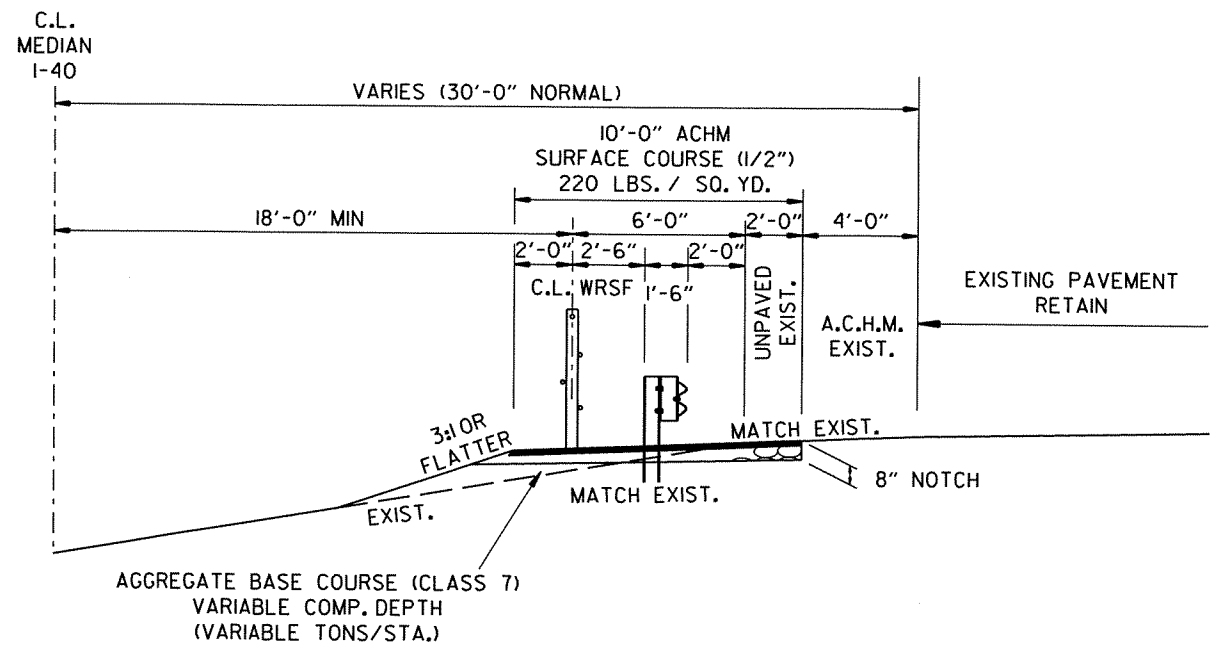 C.L.
MEDIAN
I-40
VARIES (30'-0" NORMAL)
10'-0" ACHM
SURFACE COURSE (1/2")
220 LBS. / SQ. YD.
18'-0" MIN
6'-0"
2'-0"
4'-0"
2'-0"
2'-6"
2'-0"
C.L. WRSF
1'-6"
UNPAVED
EXIST.
A.C.H.M.
EXIST.
EXISTING PAVEMENT
RETAIN
3:1 OR
FLATTER
MATCH EXIST.
8" NOTCH
MATCH EXIST.
EXIST.
AGGREGATE BASE COURSE (CLASS 7)
VARIABLE COMP. DEPTH
(VARIABLE TONS/STA.)